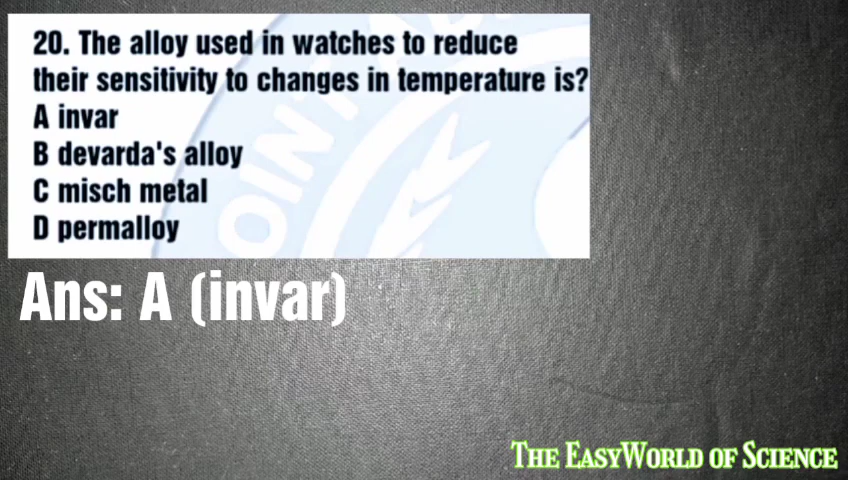 20. The alloy used in watches to reduce
their sensitivity to changes in temperature is?
A invar
B devarda's alloy
C misch metal
D permalloy
Ans: A (invar)
The EasyWorld of Science